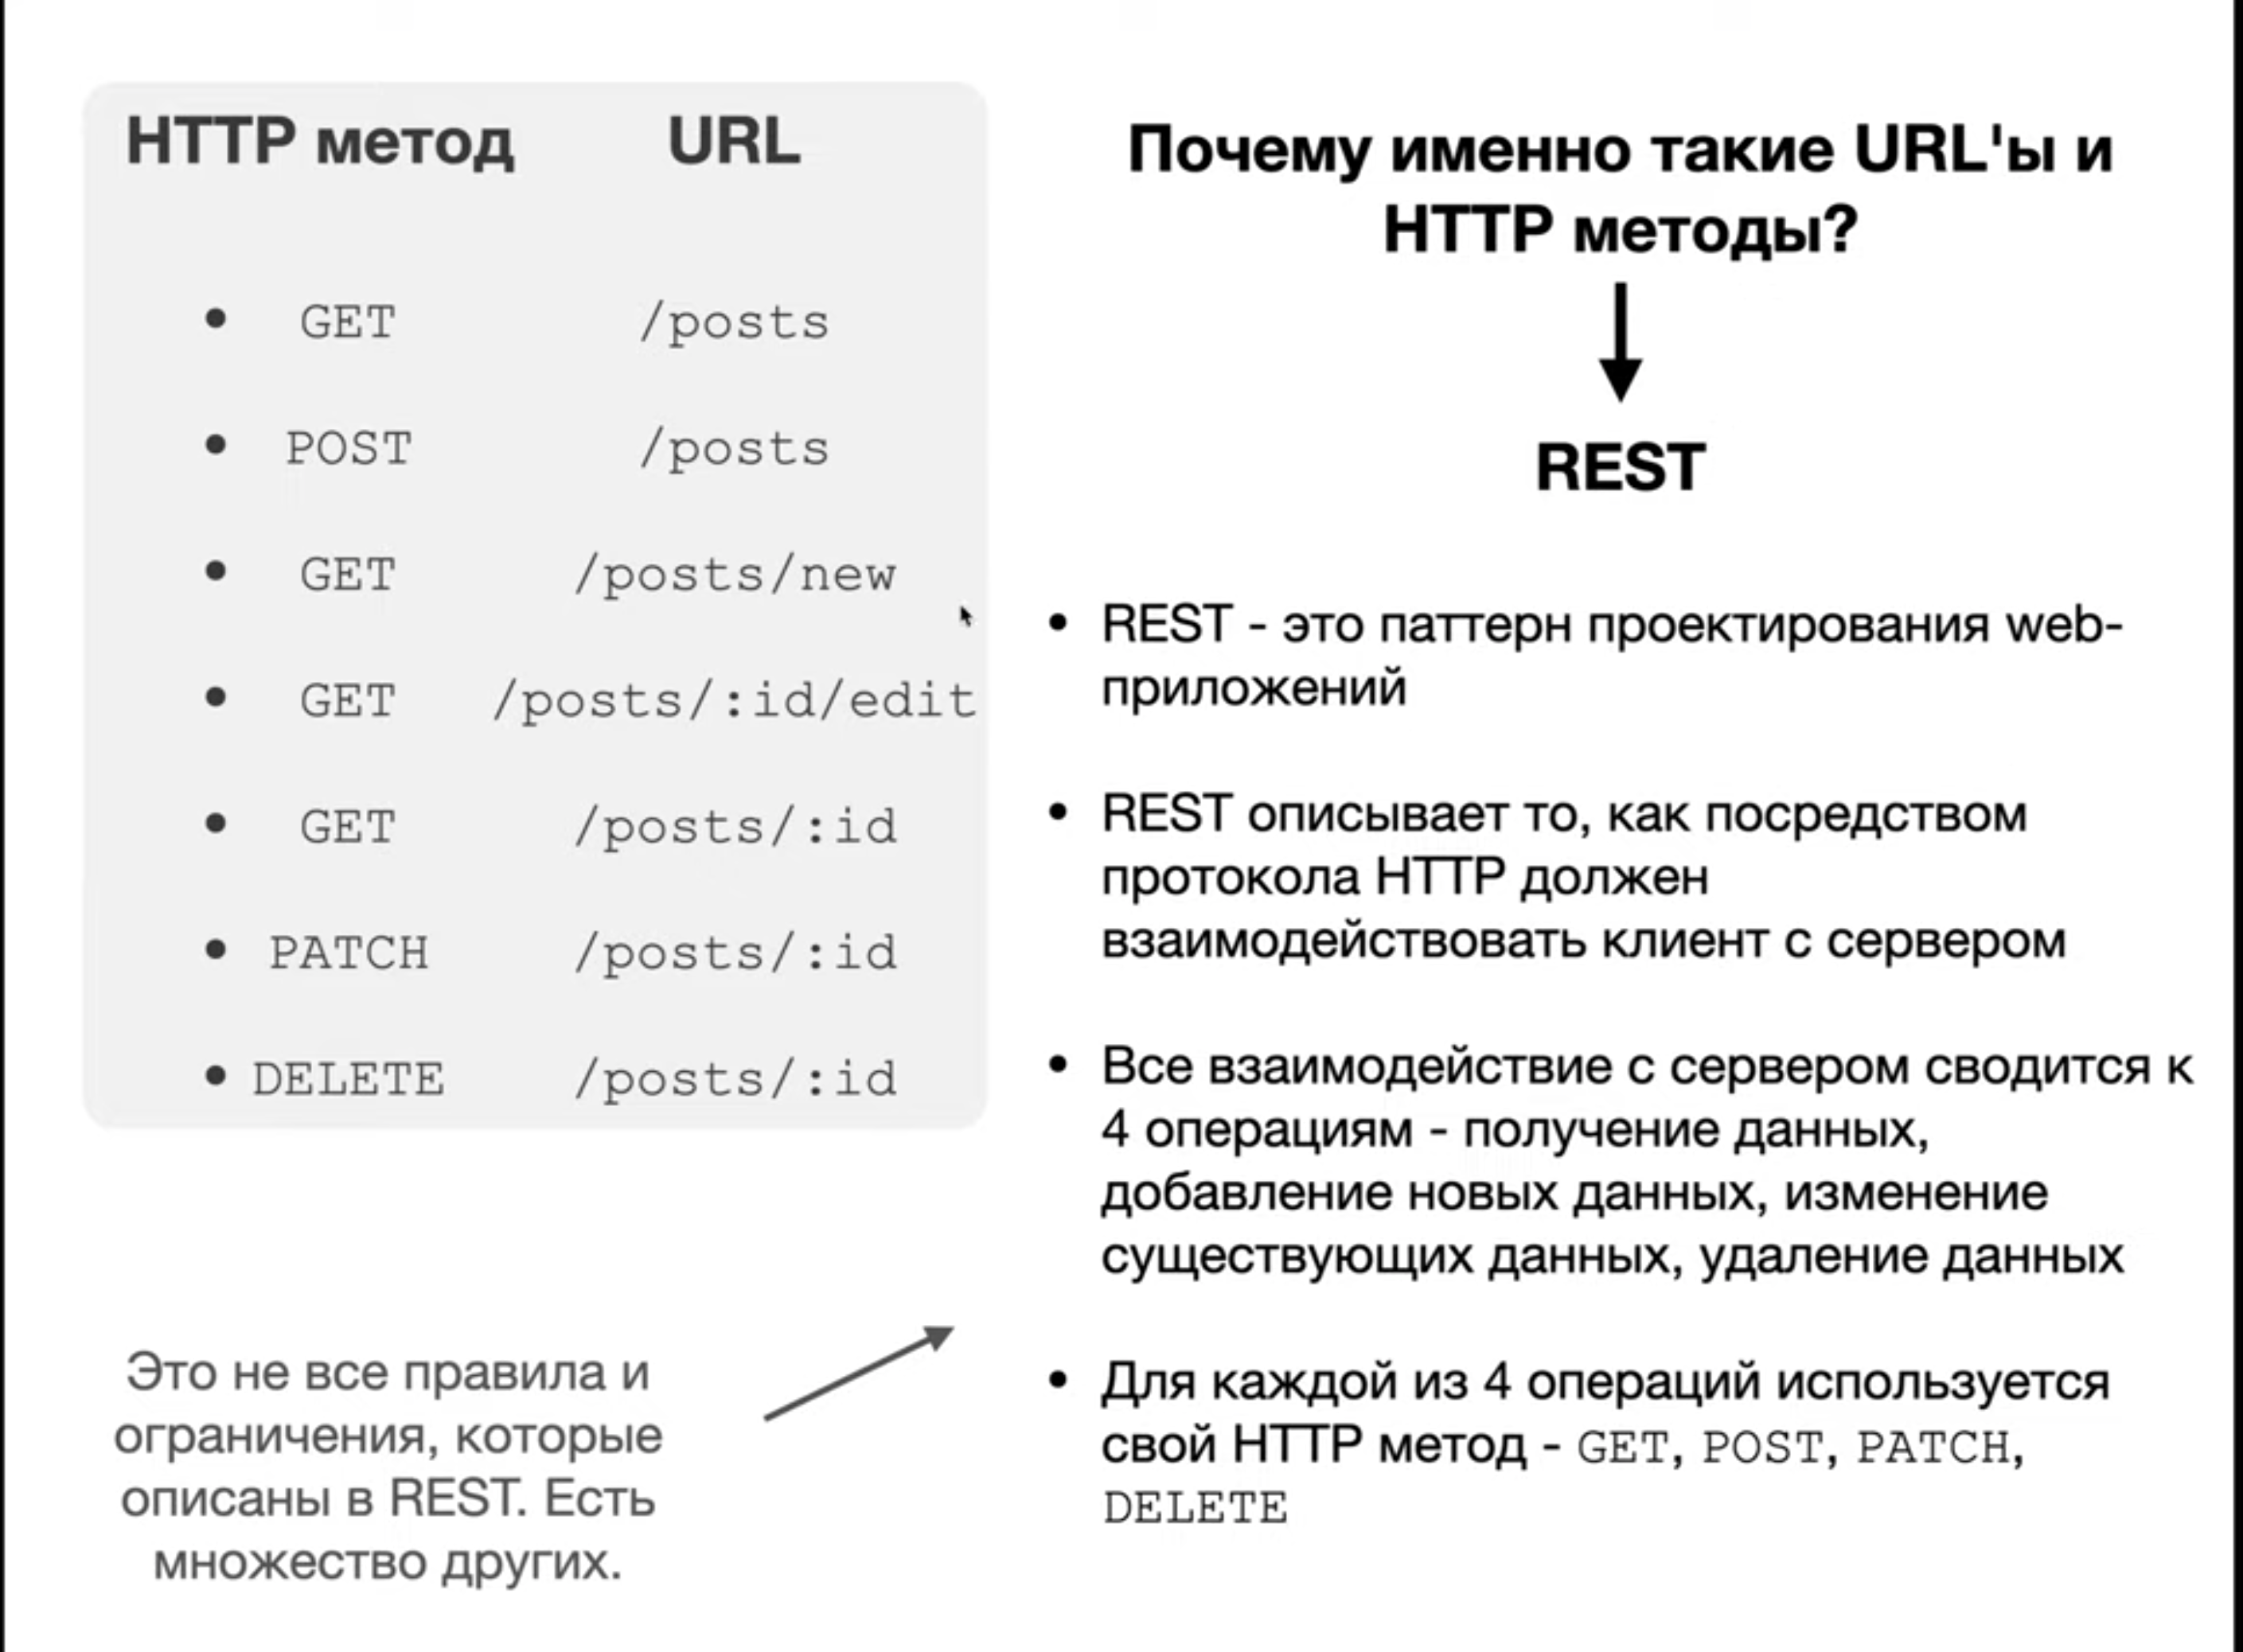 HTTP метод URL
• GET /posts
• POST /posts
• GET /posts/new
• GET /posts/:id/edit
• GET /posts/:id
• PATCH /posts/:id
• DELETE /posts/:id
Это не все правила и
ограничения, которые
описаны в REST. Есть
множество других.
Почему именно такие URL'ы и
HTTP методы?
REST
• REST - это паттерн проектирования web-
приложений
• REST описывает то, как посредством
протокола HTTP должен
взаимодействовать клиент с сервером
• Все взаимодействие с сервером сводится к
4 операциям - получение данных,
добавление новых данных, изменение
существующих данных, удаление данных
• Для каждой из 4 операций используется
свой HTTP метод - GET, POST, PATCH,
DELETE